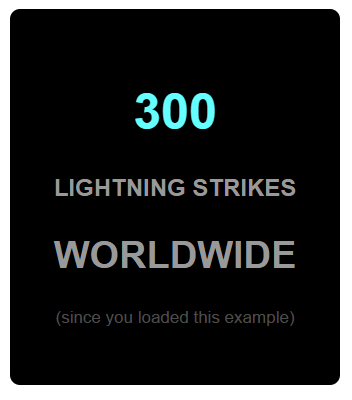 300
LIGHTNING STRIKES
WORLDWIDE
(since you loaded this example)